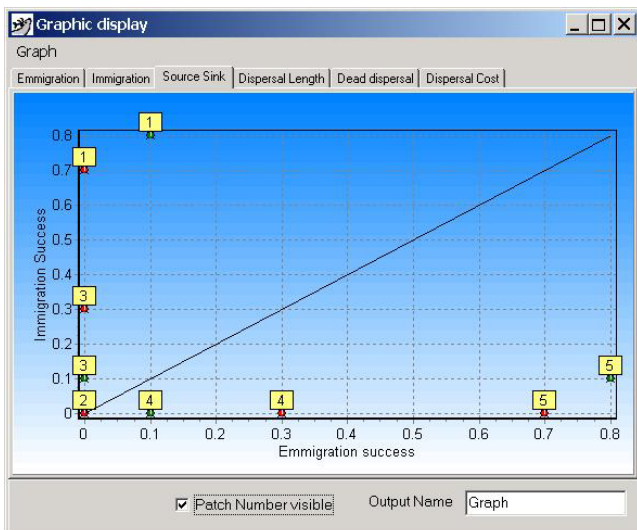 Graphic display
Graph
Emmigration Immigration Source Sink Dispersal Length Dead dispersal Dispersal Cost
1
0.8
1
0.7
0.6
0.5
0.4
3
0.3
0.2
3 5
0.1
2 4 4 5
0
0 0.1 0.2 0.3 0.4 0.5 0.6 0.7 0.8
Immigration Success
Emmigration success
Patch Number visible Output Name Graph